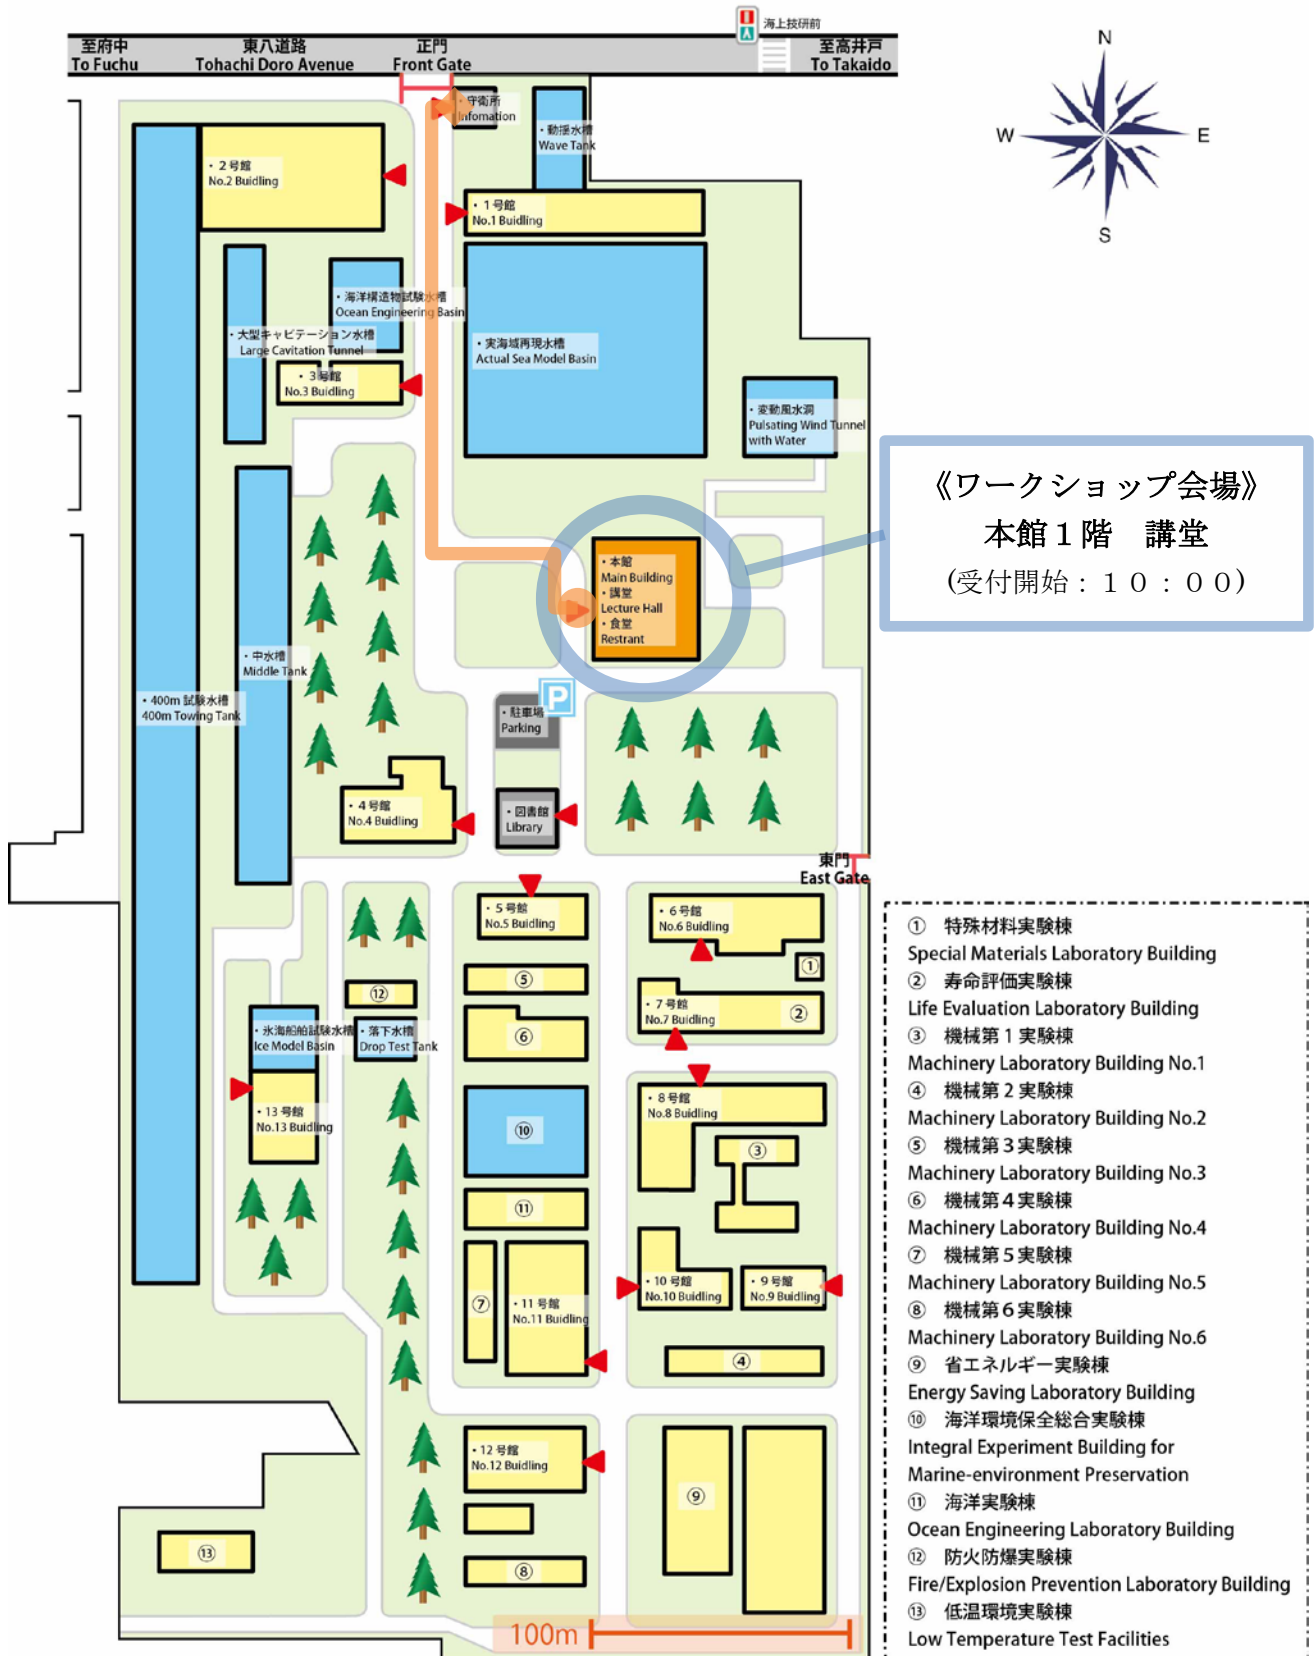 海上技研前
至府中
To Fuchu
東八道路
Tohachi Doro Avenue
正門
Front Gate
至高井戸
To Takaido
N
W
E
S
・守衛所
Infomation
・動揺水槽
Wave Tank
・2号館
No.2 Buidling
・1号館
No.1 Buidling
・海洋構造物試験水槽
Ocean Engineering Basin
・大型キャビテーション水槽
Large Cavitation Tunnel
・3号館
No.3 Buidling
・実海域再現水槽
Actual Sea Model Basin
・変動風水洞
Pulsating Wind Tunnel
with Water
《ワークショップ会場》
本館１階　講堂
(受付開始：１０：００)
・本館
Main Building
・講堂
Lecture Hall
・食堂
Restrant
・中水槽
Middle Tank
・400m 試験水槽
400m Towing Tank
P
・駐車場
Parking
・4号館
No.4 Buidling
・図書館
Library
東門
East Gate
・5号館
No.5 Buidling
・6号館
No.6 Buidling
①
⑤
⑫
・7号館
No.7 Buidling
②
⑥
・氷海船舶試験水槽
Ice Model Basin
・落下水槽
Drop Test Tank
・13号館
No.13 Buidling
・8号館
No.8 Buidling
⑩
③
⑪
⑦
・11号館
No.11 Buidling
・10号館
No.10 Buidling
・9号館
No.9 Buidling
④
・12号館
No.12 Buidling
⑨
⑬
⑧
100m
① 特殊材料実験棟
Special Materials Laboratory Building
② 寿命評価実験棟
Life Evaluation Laboratory Building
③ 機械第1実験棟
Machinery Laboratory Building No.1
④ 機械第2実験棟
Machinery Laboratory Building No.2
⑤ 機械第3実験棟
Machinery Laboratory Building No.3
⑥ 機械第4実験棟
Machinery Laboratory Building No.4
⑦ 機械第5実験棟
Machinery Laboratory Building No.5
⑧ 機械第6実験棟
Machinery Laboratory Building No.6
⑨ 省エネルギー実験棟
Energy Saving Laboratory Building
⑩ 海洋環境保全総合実験棟
Integral Experiment Building for
Marine-environment Preservation
⑪ 海洋実験棟
Ocean Engineering Laboratory Building
⑫ 防火防爆実験棟
Fire/Explosion Prevention Laboratory Building
⑬ 低温環境実験棟
Low Temperature Test Facilities